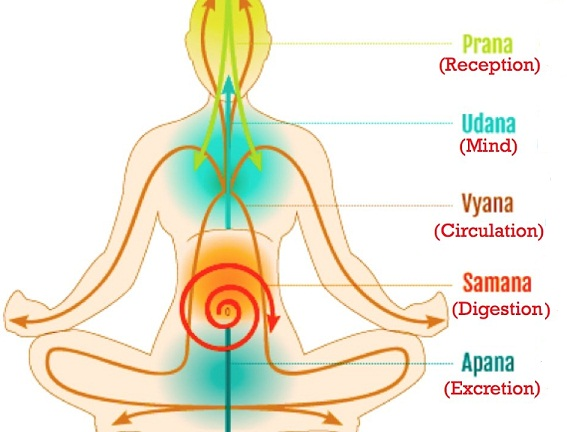 Prana
(Reception)
Udana
(Mind)
Vyana
(Circulation)
Samana
(Digestion)
Apana
(Excretion)